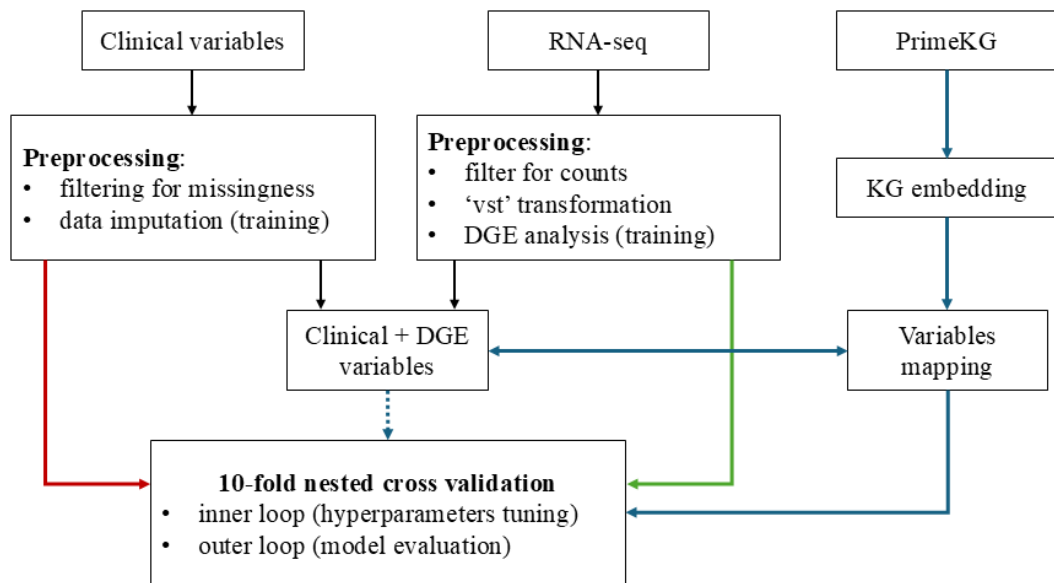 Clinical variables
RNA-seq
PrimeKG
Preprocessing:
• filtering for missingness
• data imputation (training)
Preprocessing:
• filter for counts
• ‘vst’ transformation
• DGE analysis (training)
KG embedding
Clinical + DGE
variables
Variables
mapping
10-fold nested cross validation
• inner loop (hyperparameters tuning)
• outer loop (model evaluation)